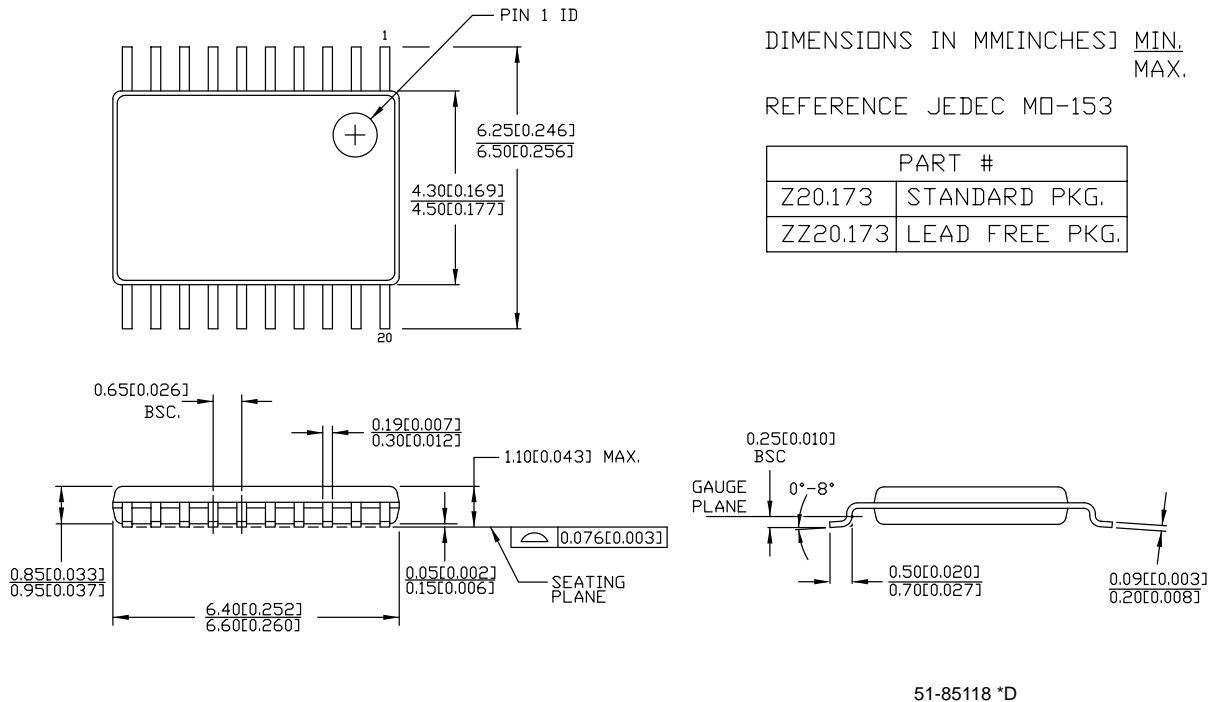 PIN 1 ID
1
6.25[0.246]
6.50[0.256]
4.30[0.169]
4.50[0.177]
20
DIMENSIONS IN MM[INCHES] MIN.
MAX.
REFERENCE JEDEC MO-153
PART #
Z20.173 STANDARD PKG.
ZZ20.173 LEAD FREE PKG.
0.65[0.026]
BSC.
0.19[0.007]
0.30[0.012]
1.10[0.043] MAX.
0.076[0.003]
0.85[0.033]
0.95[0.037]
0.05[0.002]
0.15[0.006]
SEATING
PLANE
6.40[0.252]
6.60[0.260]
0.25[0.010]
BSC
GAUGE
PLANE
0°-8°
0.50[0.020]
0.70[0.027]
0.09[[0.003]
0.20[0.008]
51-85118 *D